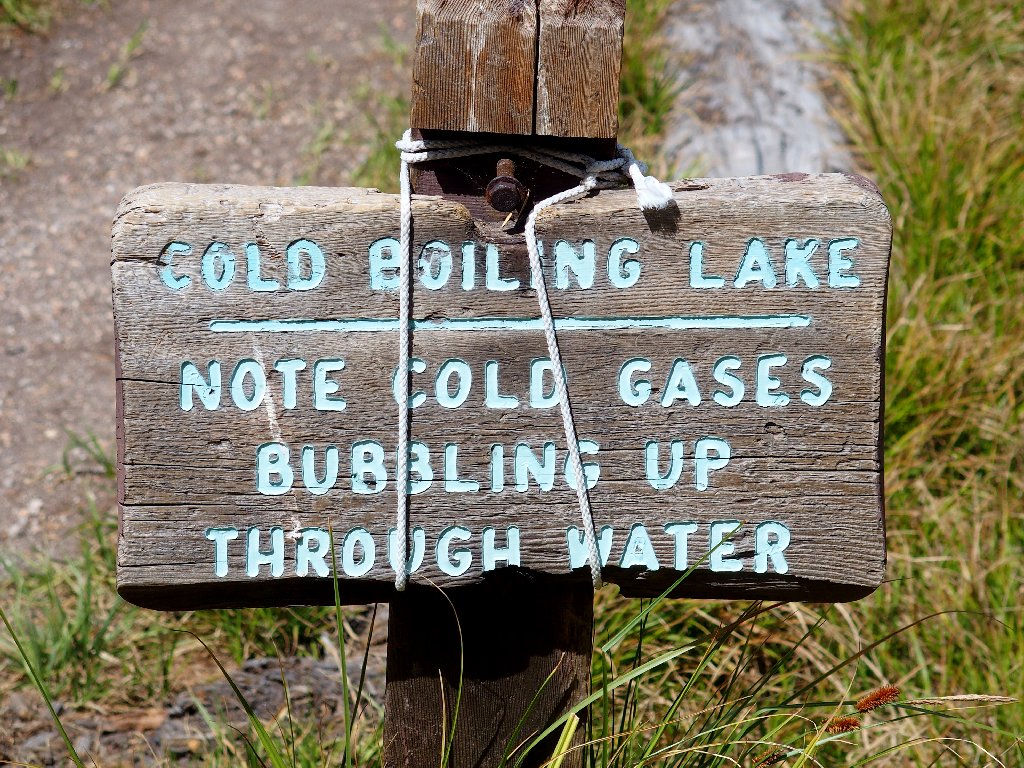 COLD BOILING LAKE
NOTE COLD GASES
BUBBLING UP
THROUGH WATER